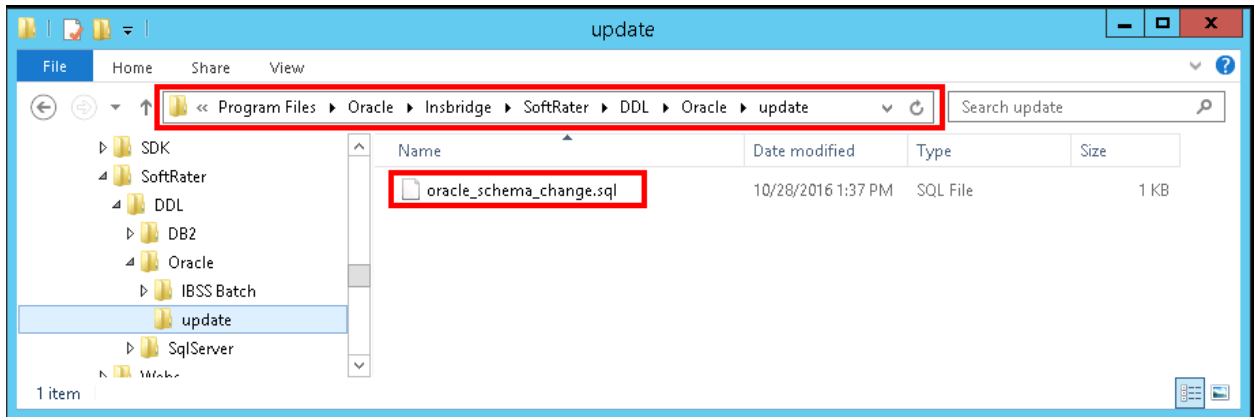 update
File Home Share View
« Program Files Oracle Insbridge SoftRater DDL Oracle update
Search update
SDK
SoftRater
DDL
DB2
Oracle
IBSS Batch
update
SqlServer
Name Date modified Type Size
oracle_schema_change.sql 10/28/2016 1:37 PM SQL File 1 KB
1 item